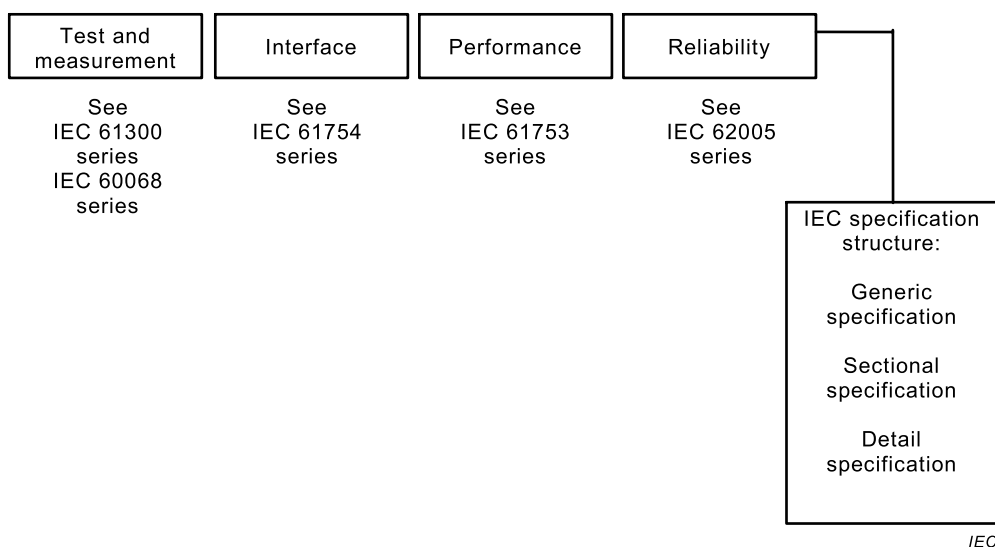 Test and
measurement
Interface
Performance
Reliability
See
IEC 61300
series
IEC 60068
series
See
IEC 61754
series
See
IEC 61753
series
See
IEC 62005
series
IEC specification
structure:
Generic
specification
Sectional
specification
Detail
specification
IEC